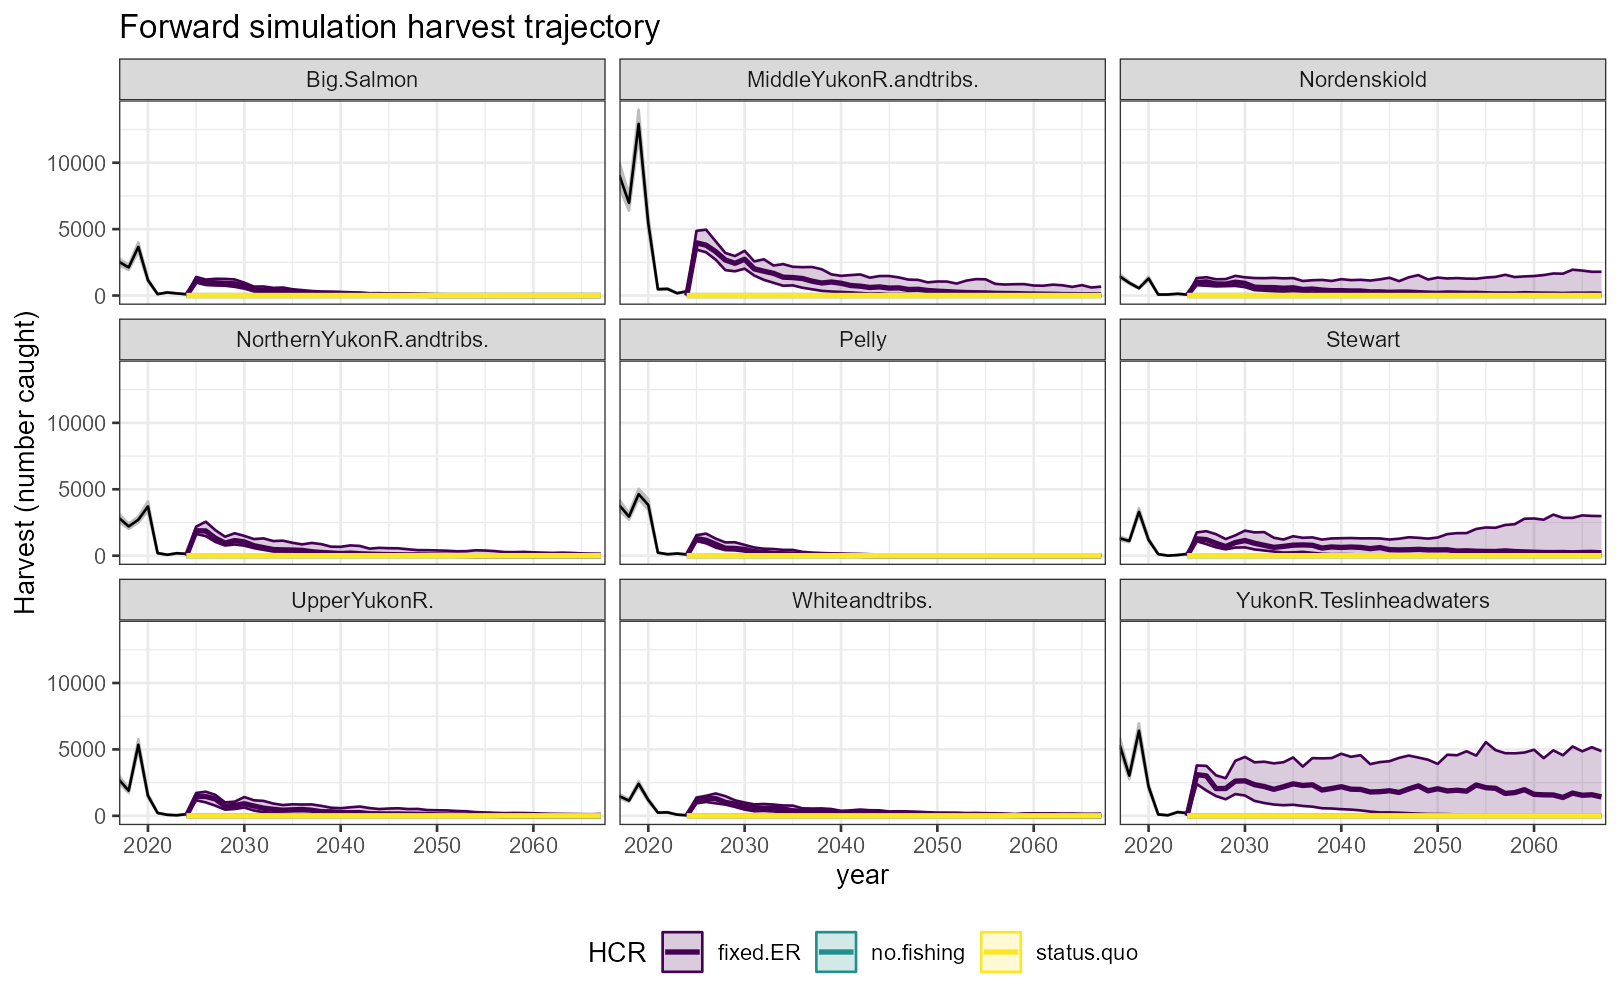 Forward simulation harvest trajectory
Big.Salmon
MiddleYukonR.andtribs.
Nordenskiold
10000
5000
0
NorthernYukonR.andtribs.
Pelly
Stewart
10000
5000
0
UpperYukonR.
Whiteandtribs.
YukonR.Teslinheadwaters
10000
5000
0
Harvest (number caught)
2020 2030 2040 2050 2060 2020 2030 2040 2050 2060 2020 2030 2040 2050 2060
year
HCR fixed.ER no.fishing status.quo